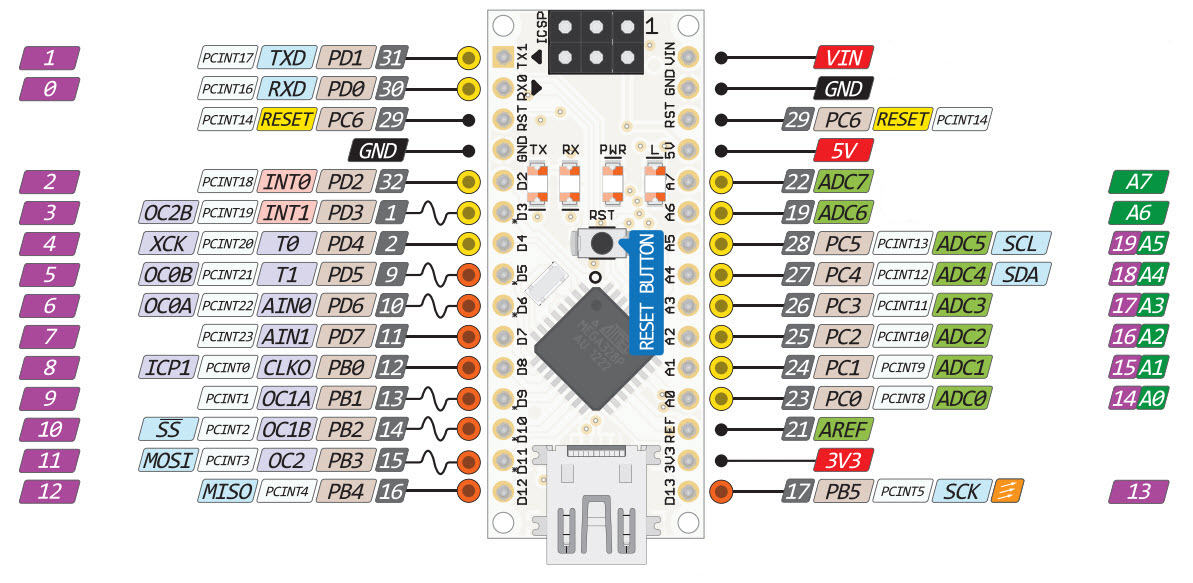 ICSP 1
1 PCINT17 TXD PD1 31 TX1 VIN VIN
0 PCINT16 RXD PD0 30 RX0 GND GND
PCINT14 RESET PC6 29 RST RST 29 PC6 RESET PCINT14
GND GND 5V 5V
TX RX PWR L
2 PCINT18 INT0 PD2 32 D2 A7 22 ADC7 A7
3 OC2B PCINT19 INT1 PD3 1 D3 A6 19 ADC6 A6
RST
4 XCK PCINT20 T0 PD4 2 D4 A5 28 PC5 PCINT13 ADC5 SCL 19 A5
5 OC0B PCINT21 T1 PD5 9 D5 A4 27 PC4 PCINT12 ADC4 SDA 18 A4
RESET BUTTON
6 OC0A PCINT22 AIN0 PD6 10 D6 A3 26 PC3 PCINT11 ADC3 17 A3
7 PCINT23 AIN1 PD7 11 D7 A2 25 PC2 PCINT10 ADC2 16 A2
8 ICP1 PCINT0 CLKO PB0 12 D8 A1 24 PC1 PCINT9 ADC1 15 A1
9 PCINT1 OC1A PB1 13 D9 A0 23 PC0 PCINT8 ADC0 14 A0
10 SS PCINT2 OC1B PB2 14 D10 REF 21 AREF
11 MOSI PCINT3 OC2 PB3 15 D11 3V3 3V3
12 MISO PCINT4 PB4 16 D12 D13 17 PB5 PCINT5 SCK 13